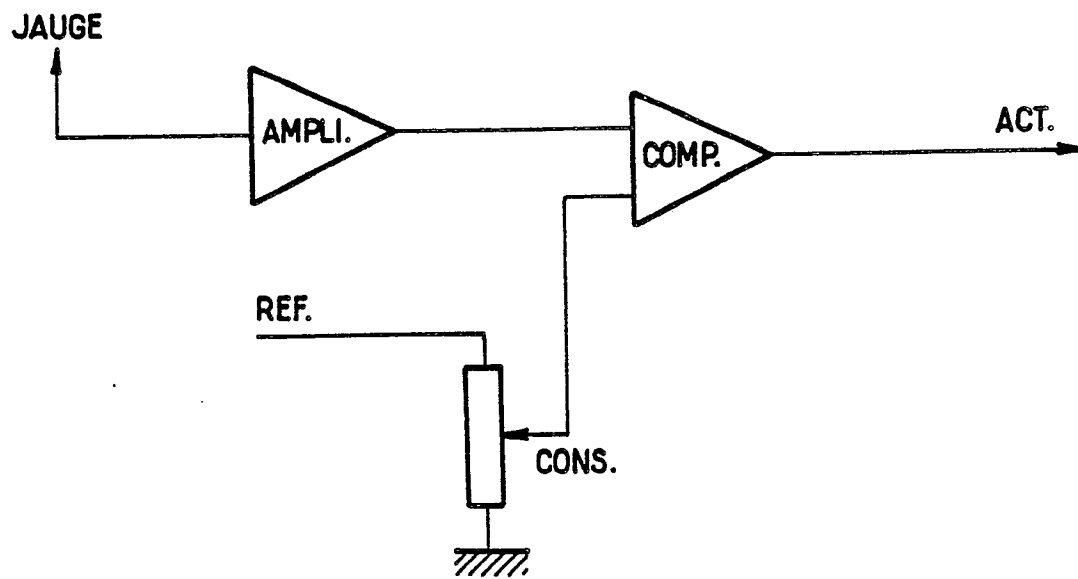 JAUGE
AMPLI.
COMP.
ACT.
REF.
CONS.